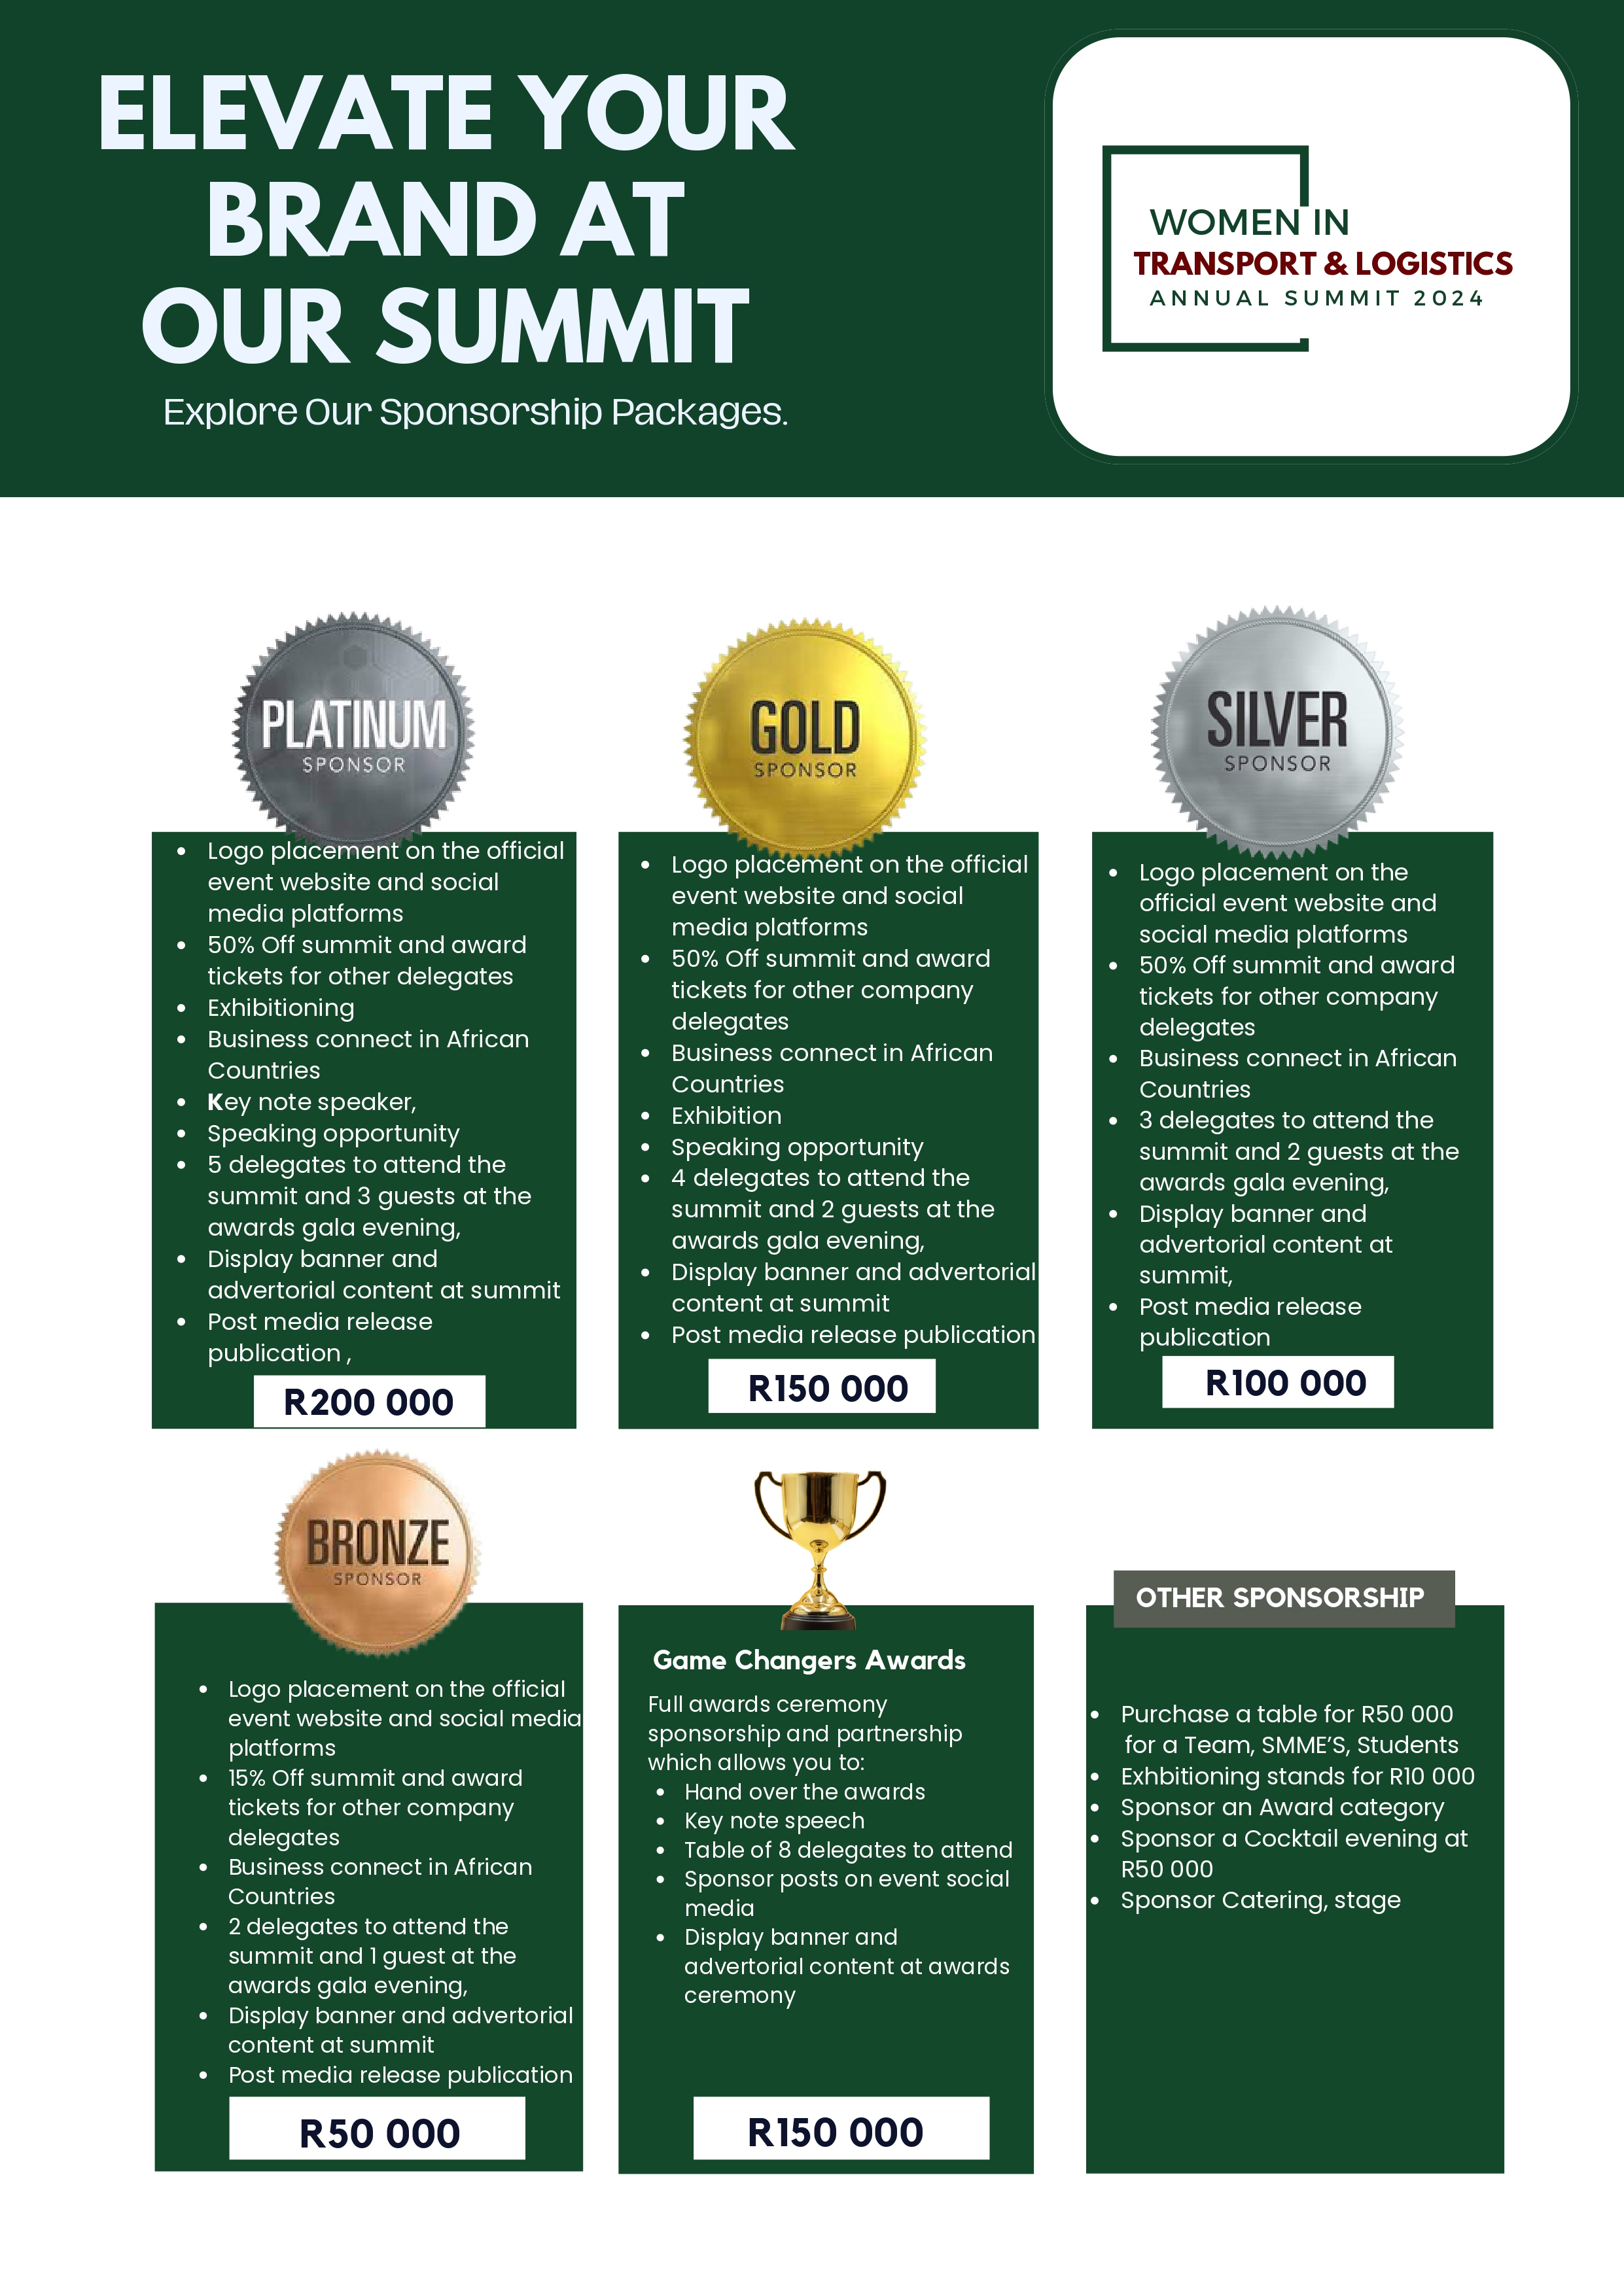 ELEVATE YOUR
BRAND AT
OUR SUMMIT
Explore Our Sponsorship Packages.
WOMEN IN
TRANSPORT & LOGISTICS
ANNUAL SUMMIT 2024
PLATINUM
SPONSOR
• Logo placement on the official
event website and social
media platforms
• 50% Off summit and award
tickets for other delegates
• Exhibitioning
• Business connect in African
Countries
• Key note speaker,
• Speaking opportunity
• 5 delegates to attend the
summit and 3 guests at the
awards gala evening,
• Display banner and
advertorial content at summit
• Post media release
publication ,
R200 000
GOLD
SPONSOR
• Logo placement on the official
event website and social
media platforms
• 50% Off summit and award
tickets for other company
delegates
• Business connect in African
Countries
• Exhibition
• Speaking opportunity
• 4 delegates to attend the
summit and 2 guests at the
awards gala evening,
• Display banner and advertorial
content at summit
• Post media release publication
R150 000
SILVER
SPONSOR
• Logo placement on the
official event website and
social media platforms
• 50% Off summit and award
tickets for other company
delegates
• Business connect in African
Countries
• 3 delegates to attend the
summit and 2 guests at the
awards gala evening,
• Display banner and
advertorial content at
summit,
• Post media release
publication
R100 000
BRONZE
SPONSOR
• Logo placement on the official
event website and social media
platforms
• 15% Off summit and award
tickets for other company
delegates
• Business connect in African
Countries
• 2 delegates to attend the
summit and 1 guest at the
awards gala evening,
• Display banner and advertorial
content at summit
• Post media release publication
R50 000
Game Changers Awards
Full awards ceremony
sponsorship and partnership
which allows you to:
• Hand over the awards
• Key note speech
• Table of 8 delegates to attend
• Sponsor posts on event social
media
• Display banner and
advertorial content at awards
ceremony
R150 000
OTHER SPONSORSHIP
• Purchase a table for R50 000
for a Team, SMME'S, Students
• Exhbitioning stands for R10 000
• Sponsor an Award category
• Sponsor a Cocktail evening at
R50 000
• Sponsor Catering, stage